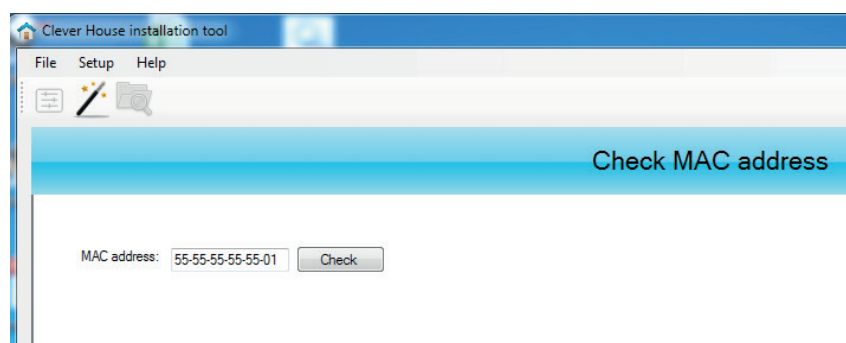 Clever House installation tool
File Setup Help
Check MAC address
MAC address: 55-55-55-55-55-01 Check